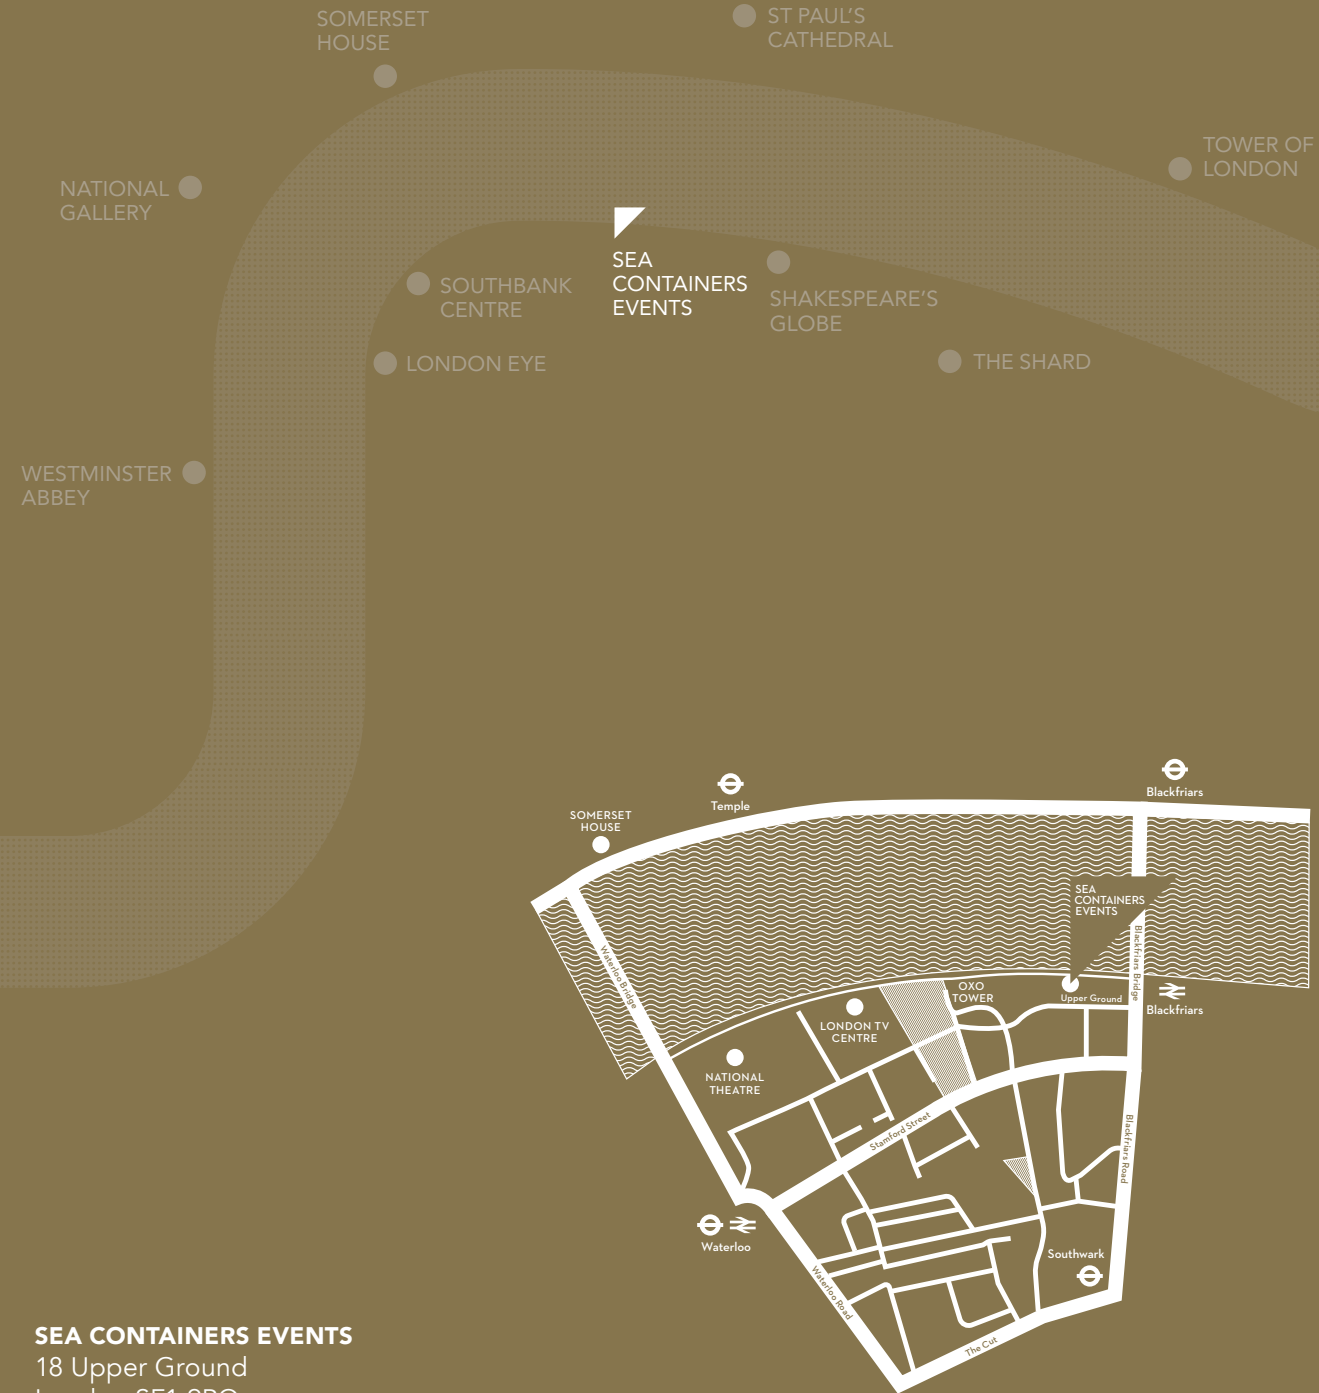 SOMERSET
HOUSE
ST PAUL’S
CATHEDRAL
TOWER OF
LONDON
NATIONAL
GALLERY
SEA
CONTAINERS
EVENTS
SOUTHBANK
CENTRE
SHAKESPEARE’S
GLOBE
LONDON EYE
THE SHARD
WESTMINSTER
ABBEY
Blackfriars
Temple
SOMERSET
HOUSE
SEA
CONTAINERS
EVENTS
Waterloo Bridge
Blackfriars Bridge
OXO
TOWER
Upper Ground
Blackfriars
LONDON TV
CENTRE
NATIONAL
THEATRE
Stamford Street
Blackfriars Road
Waterloo
Southwark
Waterloo Road
The Cut
SEA CONTAINERS EVENTS
18 Upper Ground